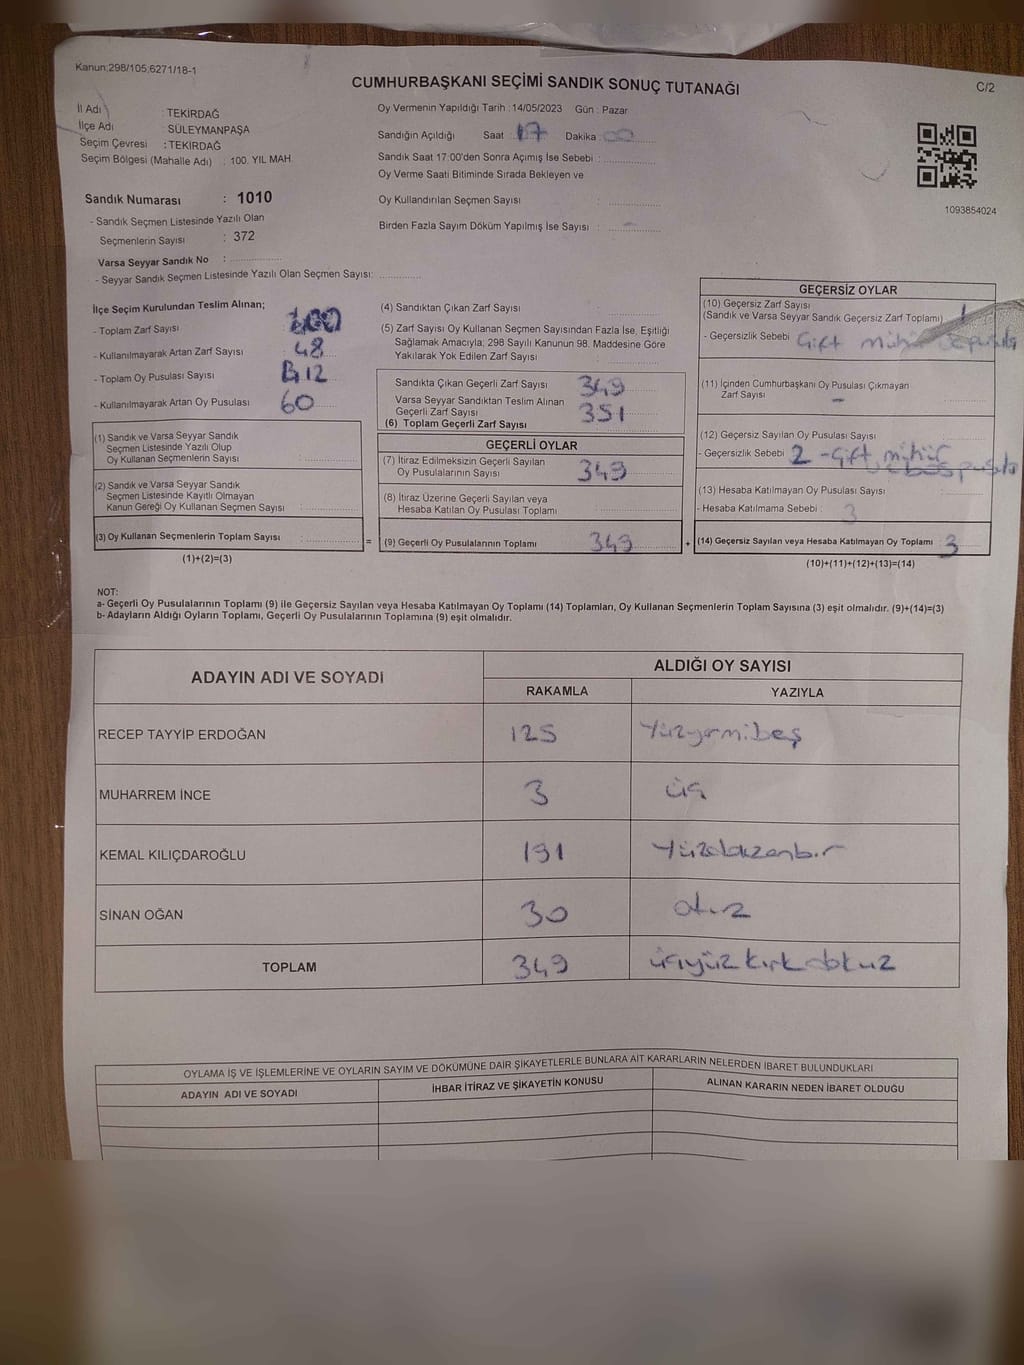 Kanun:298/105,6271/18-1
CUMHURBAŞKANI SEÇİMİ SANDIK SONUÇ TUTANAĞI
C/2
İl Adı : TEKİRDAĞ
İlçe Adı : SÜLEYMANPAŞA
Seçim Çevresi : TEKİRDAĞ
Seçim Bölgesi (Mahalle Adı) : 100. YIL MAH.
Oy Vermenin Yapıldığı Tarih : 14/05/2023 Gün : Pazar
Sandığın Açıldığı Saat : 17 Dakika : 00
Sandık Saat 17:00'den Sonra Açımış İse Sebebi :
Oy Verme Saati Bitiminde Sırada Bekleyen ve
Oy Kullandırılan Seçmen Sayısı :
Birden Fazla Sayım Döküm Yapılmış İse Sayısı : -
1093854024
Sandık Numarası : 1010
- Sandık Seçmen Listesinde Yazılı Olan
Seçmenlerin Sayısı : 372
Varsa Seyyar Sandık No :
- Seyyar Sandık Seçmen Listesinde Yazılı Olan Seçmen Sayısı:
İlçe Seçim Kurulundan Teslim Alınan;
- Toplam Zarf Sayısı
- Kullanılmayarak Artan Zarf Sayısı 48
- Toplam Oy Pusulası Sayısı
- Kullanılmayarak Artan Oy Pusulası 60
(1) Sandık ve Varsa Seyyar Sandık
Seçmen Listesinde Yazılı Olup
Oy Kullanan Seçmenlerin Sayısı :
(2) Sandık ve Varsa Seyyar Sandık
Seçmen Listesinde Kayıtlı Olmayan
Kanun Gereği Oy Kullanan Seçmen Sayısı :
(3) Oy Kullanan Seçmenlerin Toplam Sayısı :
(1)+(2)=(3)
=
(4) Sandıktan Çıkan Zarf Sayısı :
(5) Zarf Sayısı Oy Kullanan Seçmen Sayısından Fazla İse, Eşitliği
Sağlamak Amacıyla; 298 Sayılı Kanunun 98. Maddesine Göre
Yakılarak Yok Edilen Zarf Sayısı :
Sandıkta Çıkan Geçerli Zarf Sayısı 349
Varsa Seyyar Sandıktan Teslim Alınan
Geçerli Zarf Sayısı 351
(6) Toplam Geçerli Zarf Sayısı
GEÇERLİ OYLAR
(7) İtiraz Edilmeksizin Geçerli Sayılan
Oy Pusulalarının Sayısı 349
(8) İtiraz Üzerine Geçerli Sayılan veya
Hesaba Katılan Oy Pusulası Toplamı
(9) Geçerli Oy Pusulalarının Toplamı 349
+
GEÇERSİZ OYLAR
(10) Geçersiz Zarf Sayısı
(Sandık ve Varsa Seyyar Sandık Geçersiz Zarf Toplamı) 1
- Geçersizlik Sebebi Çift mühür
(11) İçinden Cumhurbaşkanı Oy Pusulası Çıkmayan
Zarf Sayısı : -
(12) Geçersiz Sayılan Oy Pusulası Sayısı :
- Geçersizlik Sebebi 2 - Çift mühür
(13) Hesaba Katılmayan Oy Pusulası Sayısı :
- Hesaba Katılmama Sebebi : 3
(14) Geçersiz Sayılan veya Hesaba Katılmayan Oy Toplamı : 3
(10)+(11)+(12)+(13)=(14)
NOT:
a- Geçerli Oy Pusulalarının Toplamı (9) ile Geçersiz Sayılan veya Hesaba Katılmayan Oy Toplamı (14) Toplamları, Oy Kullanan Seçmenlerin Toplam Sayısına (3) eşit olmalıdır. (9)+(14)=(3)
b- Adayların Aldığı Oyların Toplamı, Geçerli Oy Pusulalarının Toplamına (9) eşit olmalıdır.
ADAYIN ADI VE SOYADI
ALDIĞI OY SAYISI
RAKAMLA YAZIYLA
RECEP TAYYİP ERDOĞAN 125 Yüzyirmibeş
MUHARREM İNCE 3 üç
KEMAL KILIÇDAROĞLU 191 Yüzdoksanbir
SİNAN OĞAN 30 otuz
TOPLAM 349 üçyüz kırk dokuz
OYLAMA İŞ VE İŞLEMLERİNE VE OYLARIN SAYIM VE DÖKÜMÜNE DAİR ŞİKAYETLERLE BUNLARA AİT KARARLARIN NELERDEN İBARET BULUNDUKLARI
ADAYIN ADI VE SOYADI İHBAR İTİRAZ VE ŞİKAYETİN KONUSU ALINAN KARARIN NEDEN İBARET OLDUĞU